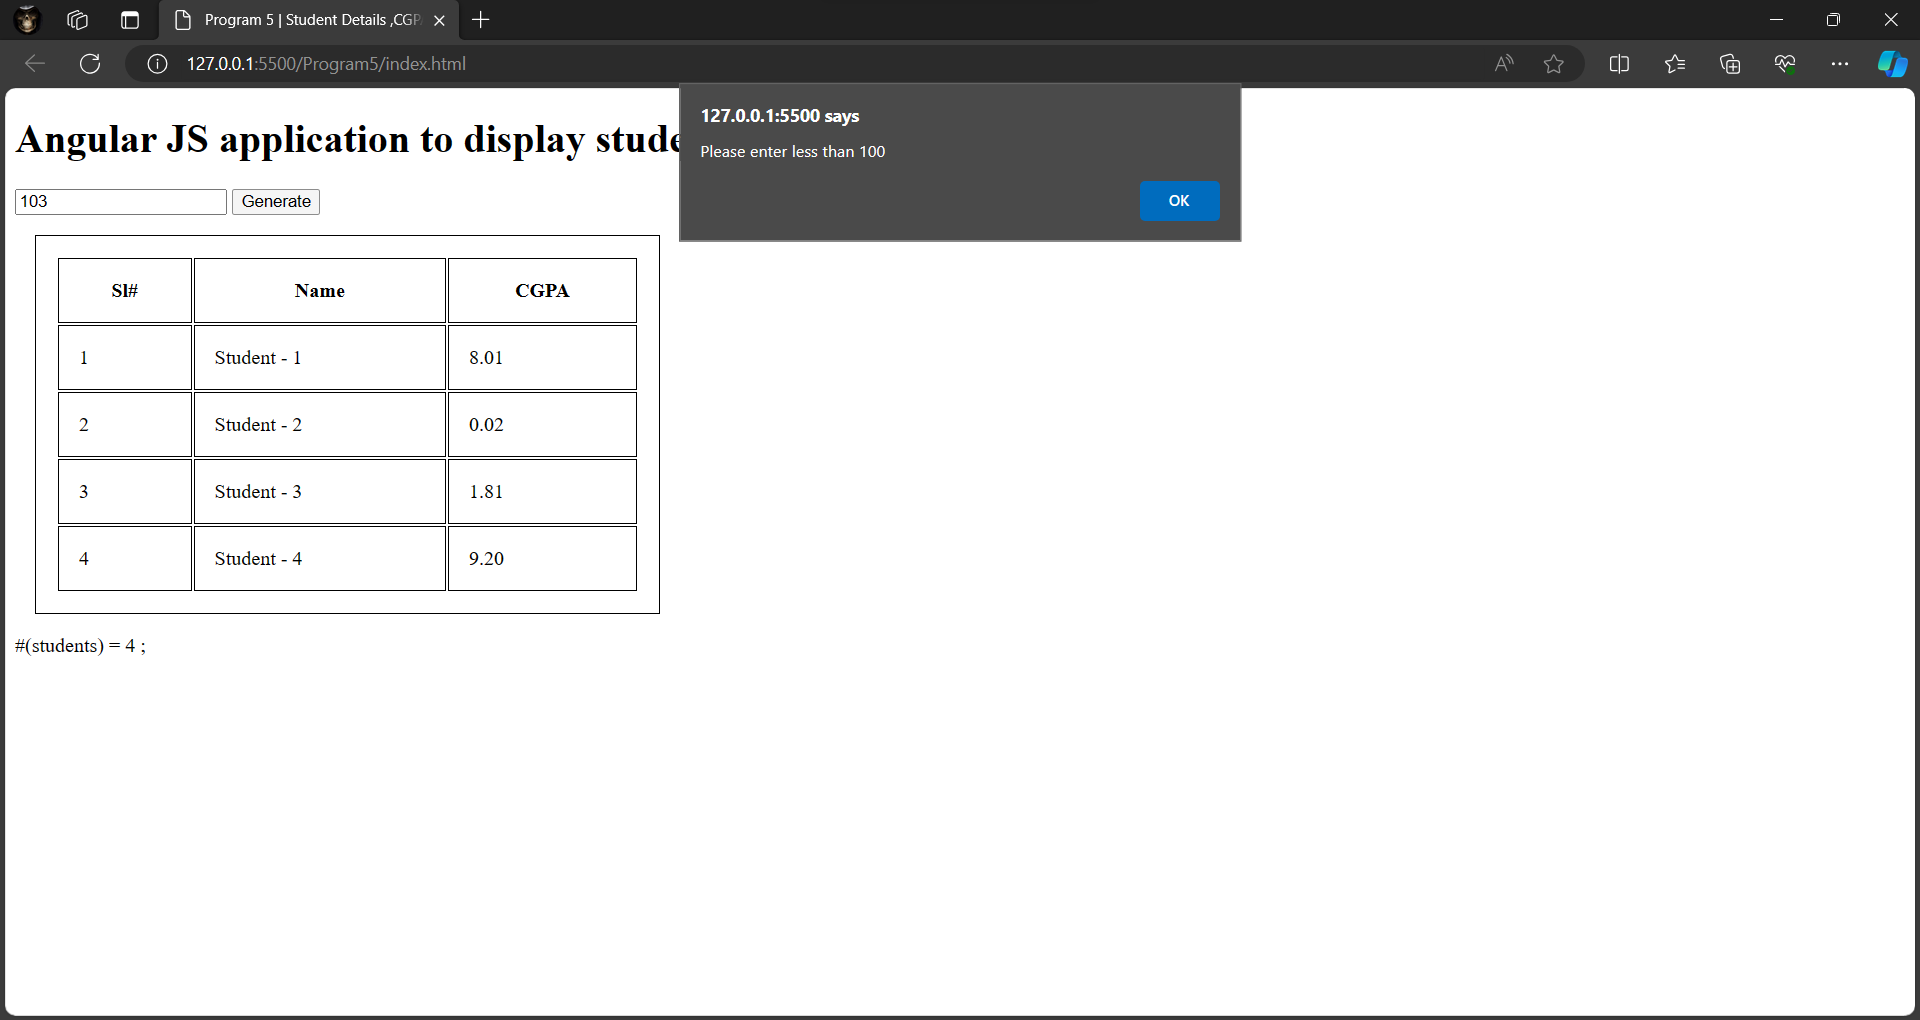 Program 5 | Student Details ,CGP
127.0.0.1:5500/Program5/index.html
127.0.0.1:5500 says
Please enter less than 100
OK
Angular JS application to display stude
103
Generate
Sl# Name CGPA
1 Student - 1 8.01
2 Student - 2 0.02
3 Student - 3 1.81
4 Student - 4 9.20
#(students) = 4 ;